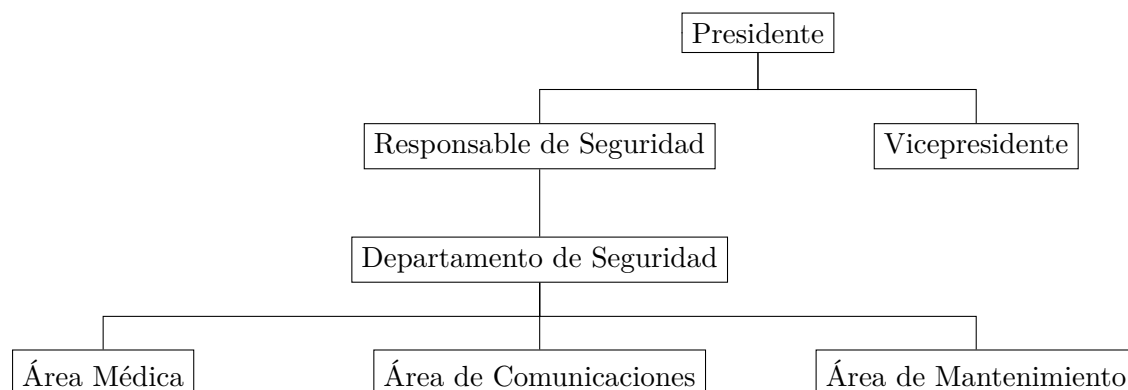 Presidente
Responsable de Seguridad
Vicepresidente
Departamento de Seguridad
Área Médica
Área de Comunicaciones
Área de Mantenimiento